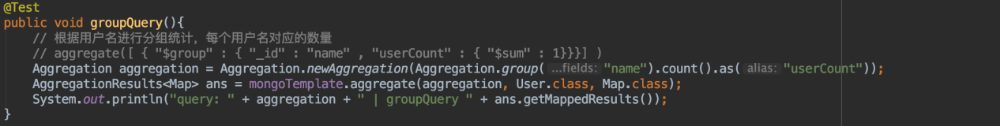 @Test
public void groupQuery(){
// 根据用户名进行分组统计，每个用户名对应的数量
// aggregate([ { "$group" : { "_id" : "name" , "userCount" : { "$sum" : 1}}}] )
Aggregation aggregation = Aggregation.newAggregation(Aggregation.group( ...fields: "name").count().as( alias: "userCount"));
AggregationResults<Map> ans = mongoTemplate.aggregate(aggregation, User.class, Map.class);
System.out.println("query: " + aggregation + " | groupQuery " + ans.getMappedResults());
}